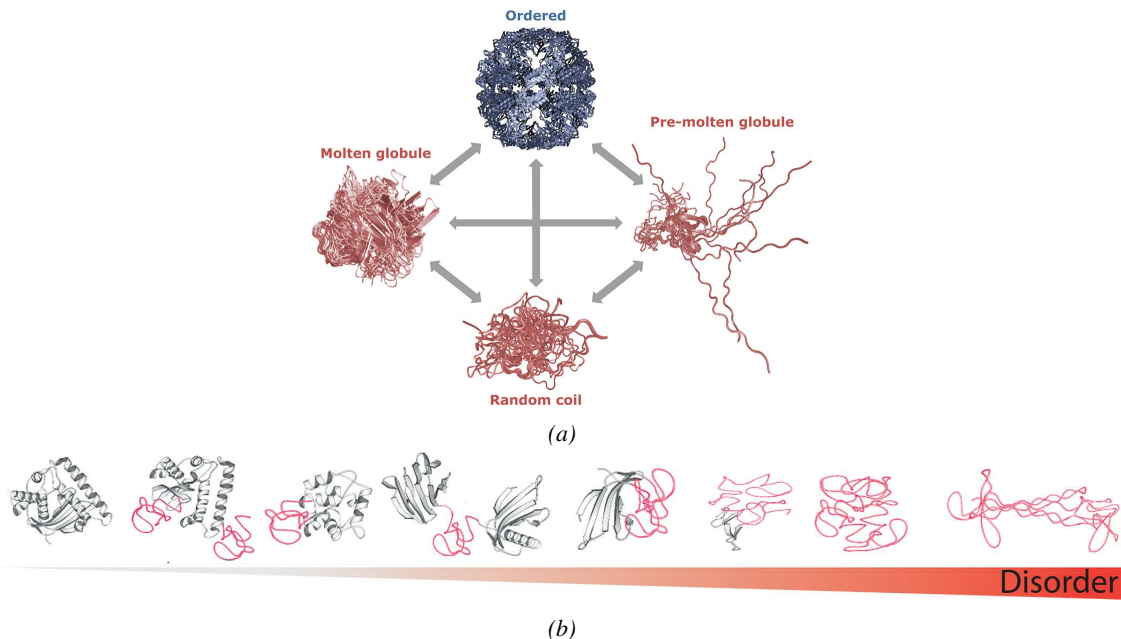 Ordered
Pre-molten globule
Molten globule
Random coil
(a)
Disorder
(b)